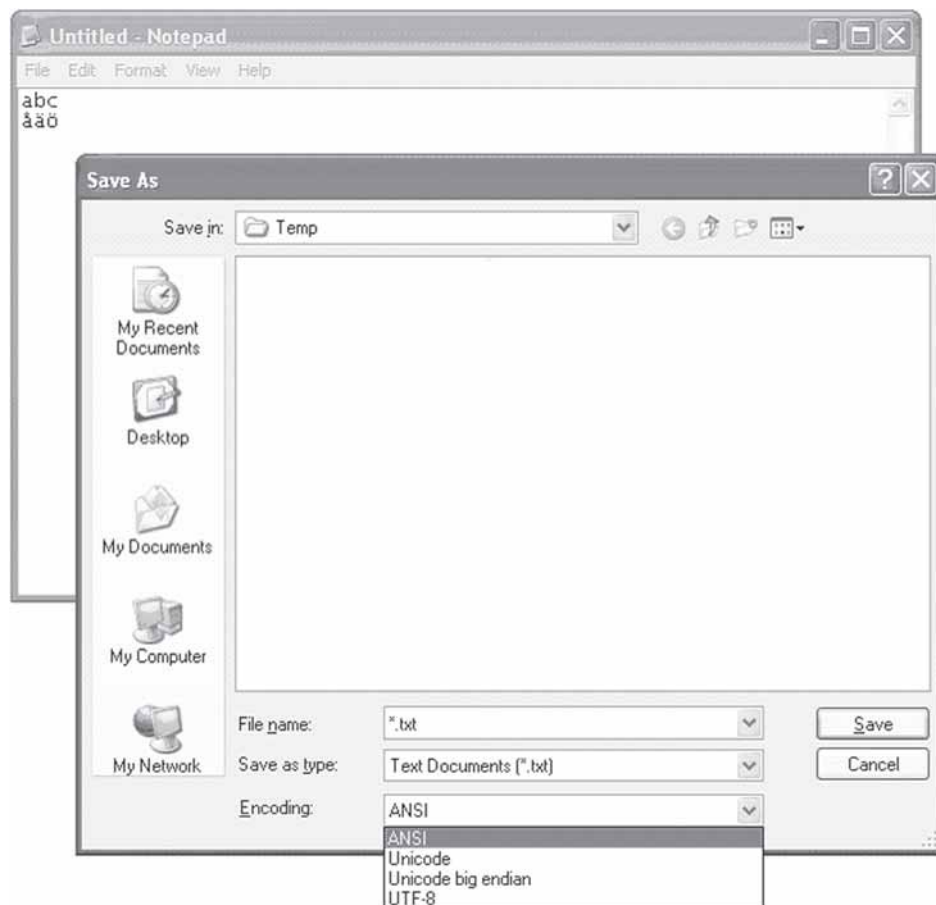 Untitled - Notepad
File Edit Format View Help
abc
åäö
Save As
Save in: Temp
My Recent
Documents
Desktop
My Documents
My Computer
My Network
File name: *.txt
Save
Save as type: Text Documents (*.txt)
Cancel
Encoding: ANSI
ANSI
Unicode
Unicode big endian
UTF-8